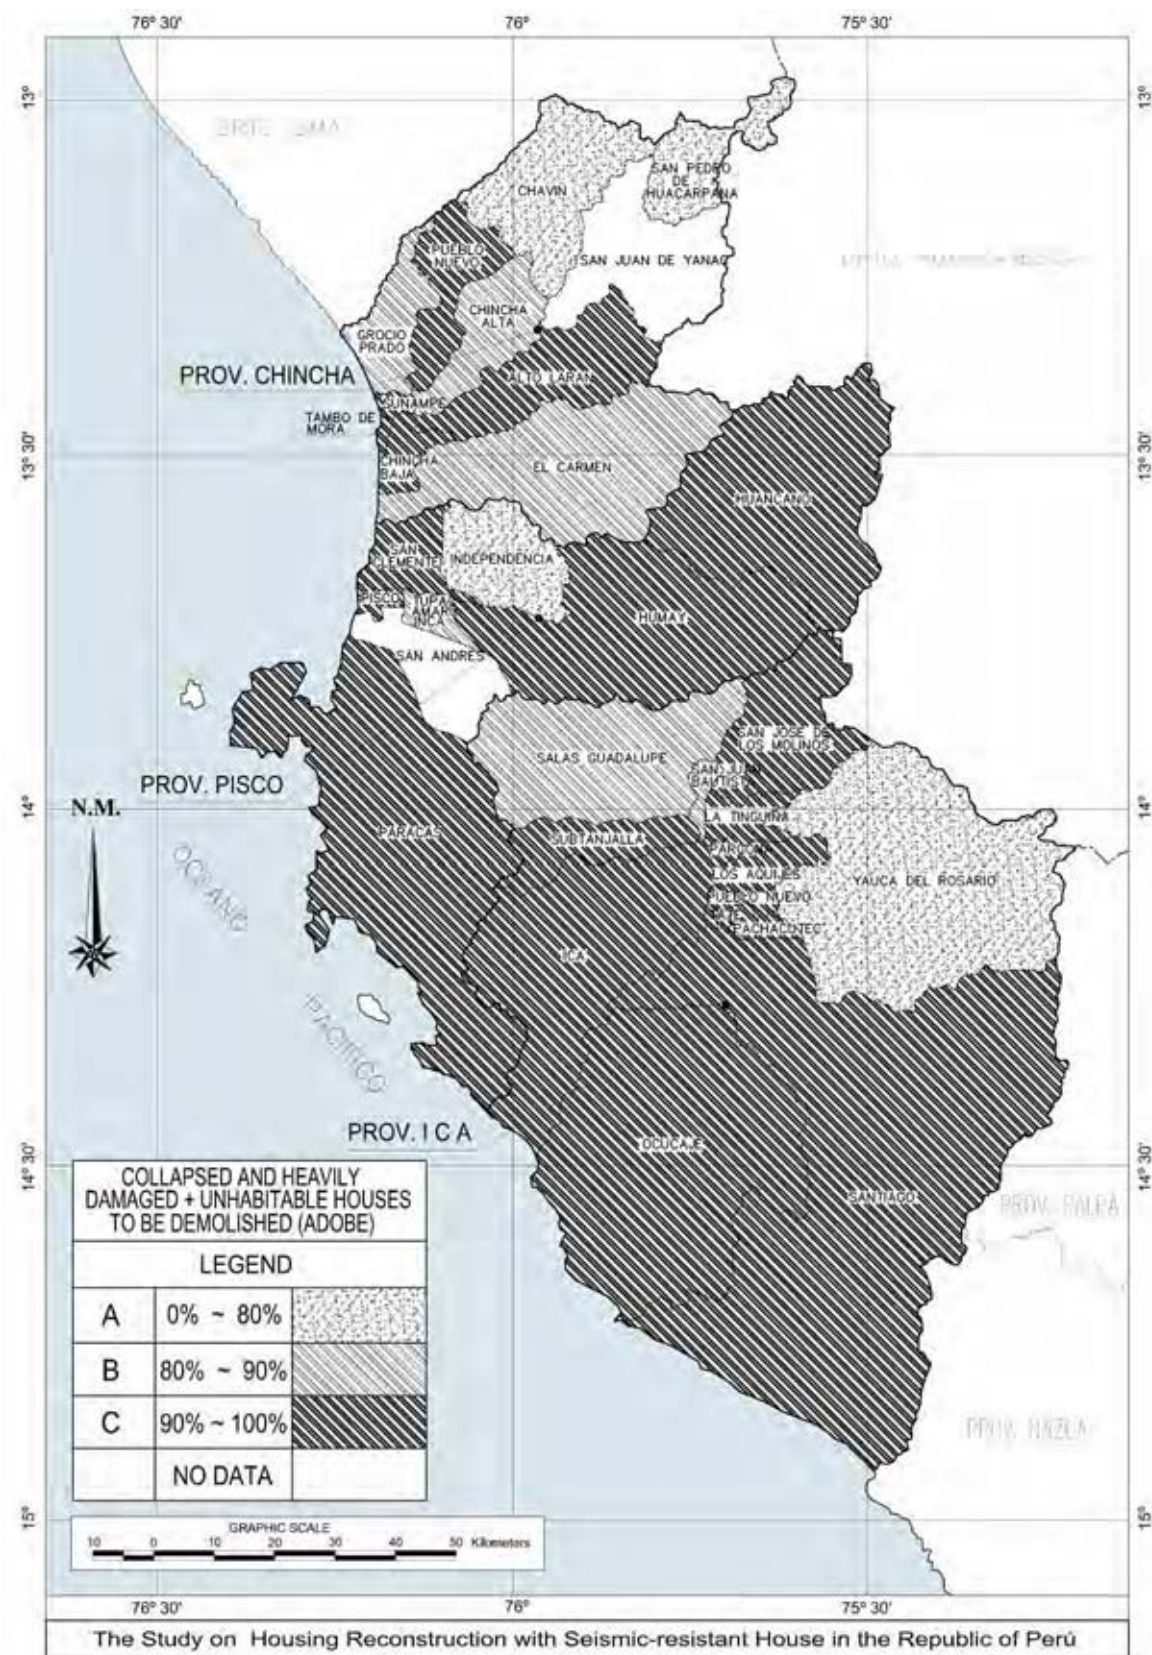 76° 30'
76°
75° 30'
13°
13°
CHAVIN
SAN PEDRO
DE
HUACARPANA
PUEBLO
NUEVO
SAN JUAN DE YANAC
CHINCHA
ALTA
GROCIO
PRADO
PROV. CHINCHA
ALTO LARAN
SUNAMPE
TAMBO DE
MORA
13° 30'
13° 30'
CHINCHA
BAJA
EL CARMEN
HUANCANO
SAN
CLEMENTE
INDEPENDENCIA
PISCO
TUPAC
AMARU
INCA
HUMAY
SAN ANDRES
SAN JOSE DE
LOS MOLINOS
SALAS GUADALUPE
SAN JUAN
BAUTISTA
PROV. PISCO
N.M.
14°
14°
LA TINGUIÑA
PARACAS
SUBTANJALLA
PARCONA
LOS AQUIJES
YAUCA DEL ROSARIO
PUEBLO NUEVO
TATE
PACHACUTEC
OCEANO
ICA
PACIFICO
PROV. I C A
OCUCAJE
14° 30'
14° 30'
SANTIAGO
PROV. PALPA
PROV. NAZCA
COLLAPSED AND HEAVILY
DAMAGED + UNHABITABLE HOUSES
TO BE DEMOLISHED (ADOBE)
LEGEND
A 0% ~ 80%
B 80% ~ 90%
C 90% ~ 100%
NO DATA
15°
15°
GRAPHIC SCALE
10 0 10 20 30 40 50 Kilometers
76° 30'
76°
75° 30'
The Study on Housing Reconstruction with Seismic-resistant House in the Republic of Perú